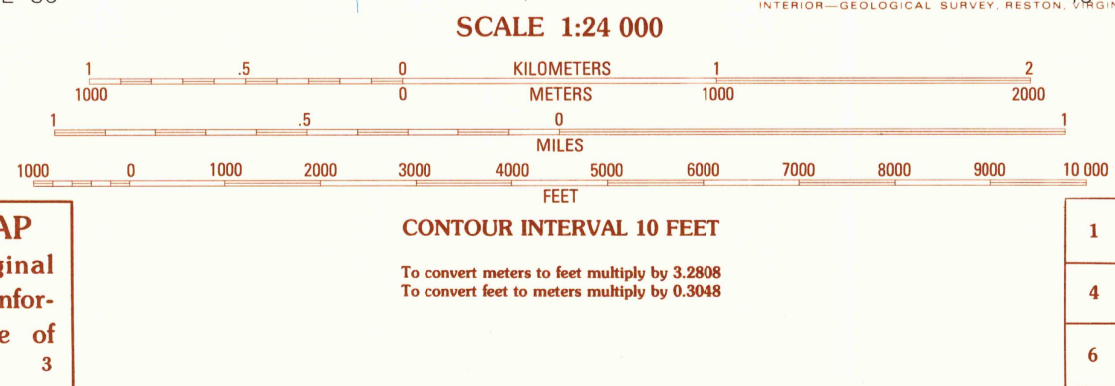 INTERIOR—GEOLOGICAL SURVEY, RESTON,
SCALE 1:24 000
1 .5 0 KILOMETERS 1 2
1000 0 METERS 1000 2000
1 .5 0 1
MILES
1000 0 1000 2000 3000 4000 5000 6000 7000 8000 9000 10 000
FEET
AP
ginal
nfor-
e of
3
CONTOUR INTERVAL 10 FEET
To convert meters to feet multiply by 3.2808
To convert feet to meters multiply by 0.3048
1
4
6